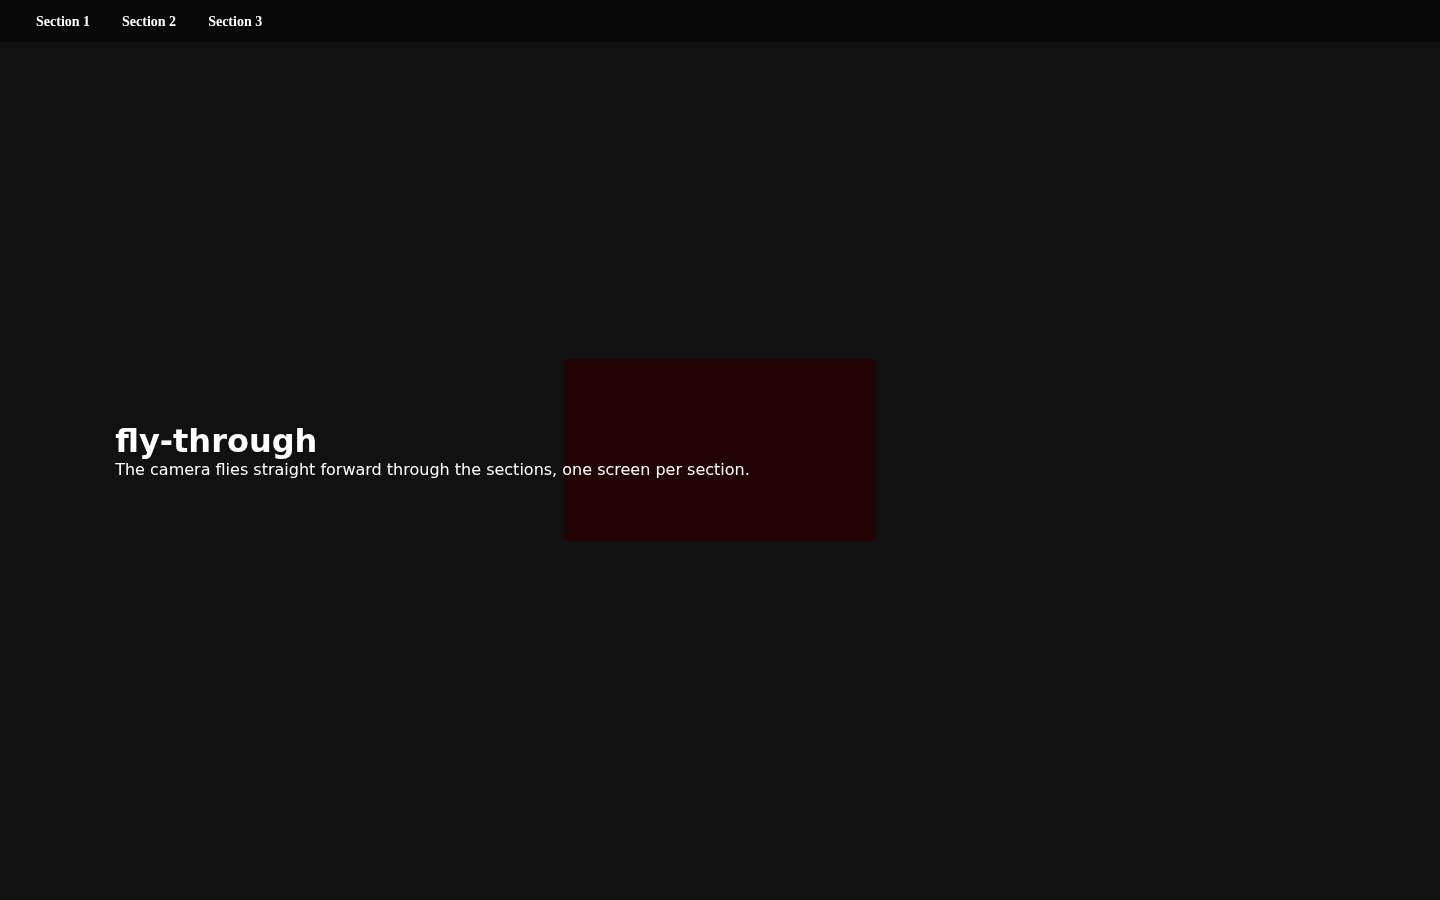 Section 1 Section 2 Section 3
fly-through
The camera flies straight forward through the sections, one screen per section.